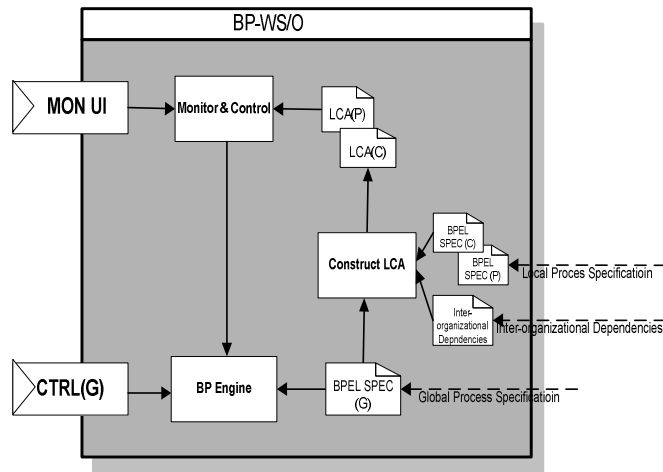 BP-WS/O
MON UI
Monitor & Control
LCA(P)
LCA(C)
BPEL
SPEC (C)
BPEL
SPEC (P)
Construct LCA
Local Proces Specificatioin
Inter-
organizational
Depndencies
Inter-organizational Dependencies
CTRL(G)
BP Engine
BPEL SPEC
(G)
Global Process Specificatioin